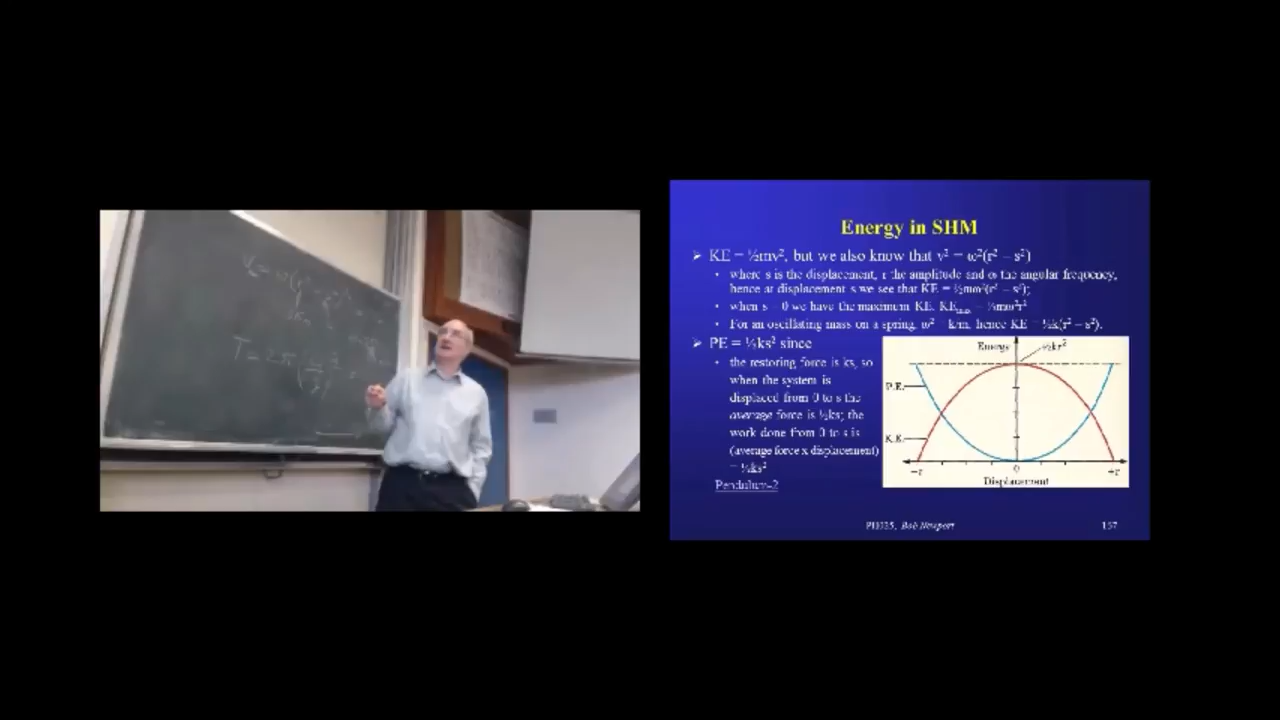 Energy in SHM
➢ KE = ½mv², but we also know that v² = ω²(r² – s²)
• where s is the displacement, r the amplitude and ω the angular frequency,
hence at displacement s we see that KE = ½mω²(r² – s²);
• when s = 0 we have the maximum KE, KEmax = ½mω²r²
• For an oscillating mass on a spring, ω² = k/m, hence KE = ½k(r² – s²).
➢ PE = ½ks² since
• the restoring force is ks, so
when the system is
displaced from 0 to s the
average force is ½ks; the
work done from 0 to s is
(average force x displacement)
= ½ks²
Pendulum-2
Energy
½kr²
P.E.
K.E.
–r
0
+r
Displacement
Bob Newport
167
T = 2π